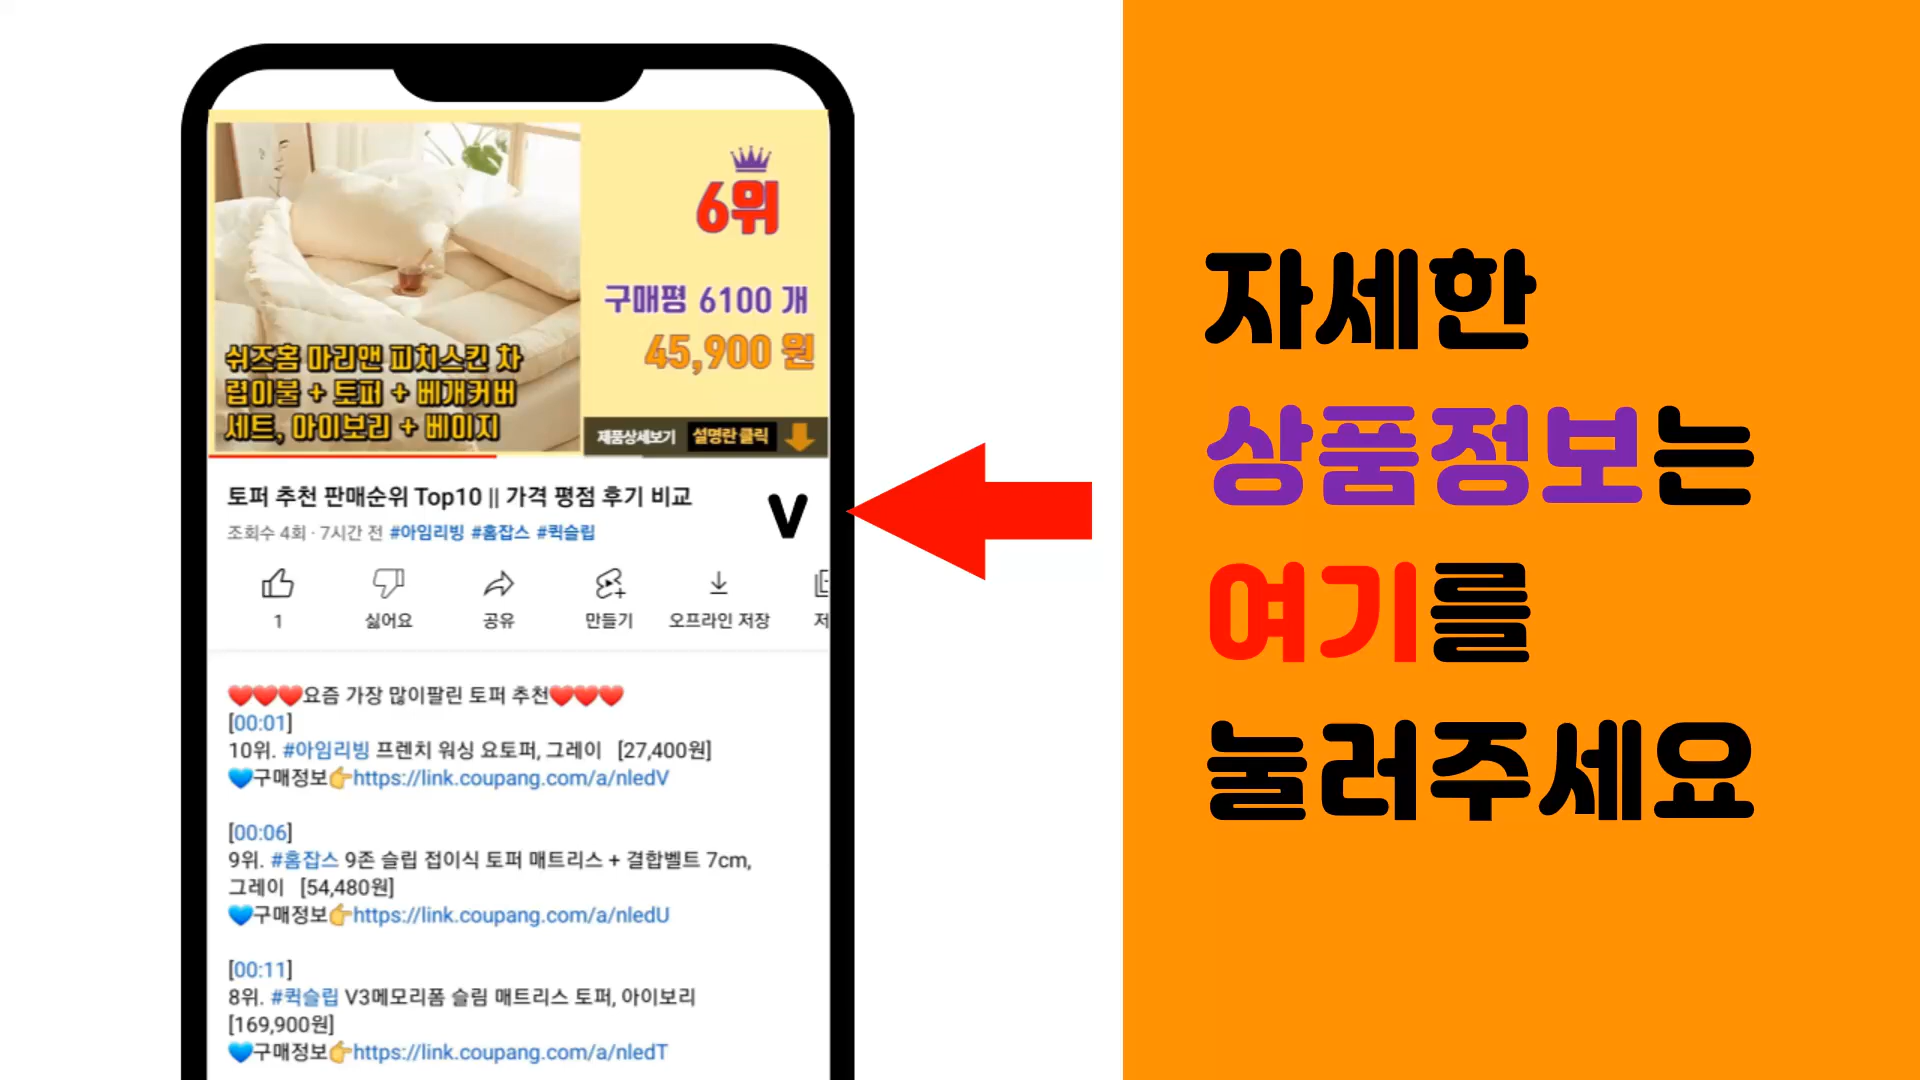 6위
구매평 6100 개
45,900 원
쉬즈홈 마리앤 피치스킨 차
렵이불 + 토퍼 + 베개커버
세트, 아이보리 + 베이지
제품상세보기 설명란 클릭
토퍼 추천 판매순위 Top10 || 가격 평점 후기 비교
V
조회수 4회 · 7시간 전 #아임리빙 #홈잡스 #퀵슬립
1 싫어요 공유 만들기 오프라인 저장 저
❤️❤️❤️요즘 가장 많이팔린 토퍼 추천❤️❤️❤️
[00:01]
10위. #아임리빙 프렌치 워싱 요토퍼, 그레이 [27,400원]
💙구매정보👉https://link.coupang.com/a/nledV
[00:06]
9위. #홈잡스 9존 슬립 접이식 토퍼 매트리스 + 결합벨트 7cm,
그레이 [54,480원]
💙구매정보👉https://link.coupang.com/a/nledU
[00:11]
8위. #퀵슬립 V3메모리폼 슬림 매트리스 토퍼, 아이보리
[169,900원]
💙구매정보👉https://link.coupang.com/a/nledT
자세한
상품정보는
여기를
눌러주세요